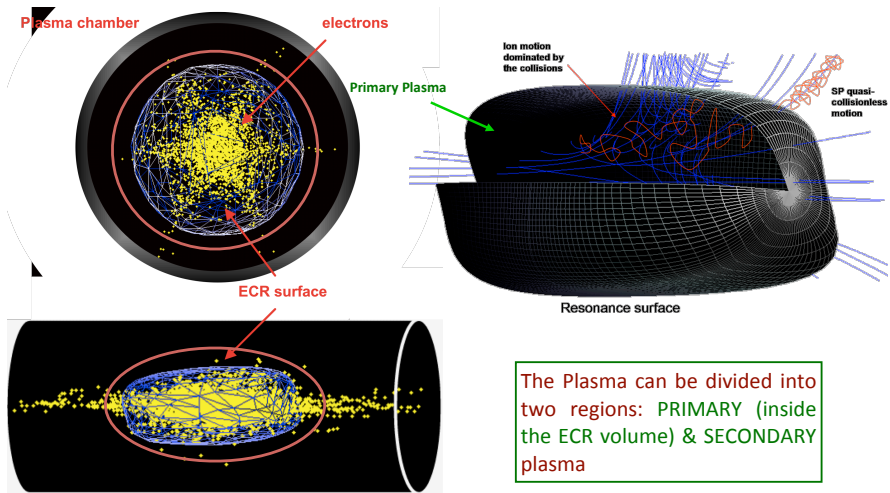 Plasma chamber
electrons
ECR surface
Ion motion
dominated by
the collisions
Primary Plasma
SP quasi-
collisionless
motion
Resonance surface
The Plasma can be divided into
two regions: PRIMARY (inside
the ECR volume) & SECONDARY
plasma